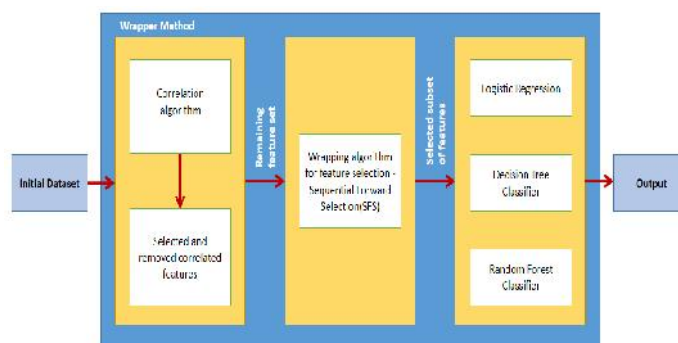 Wrapper Method
Initial Dataset
Correlation
algorithm
Selected and
removed correlated
features
Remaining
feature set
Wrapping algorithm
for feature selection -
Sequential Forward
Selection(SFS)
Selected subset
of features
Logistic Regression
Decision Tree
Classifier
Random Forest
Classifier
Output